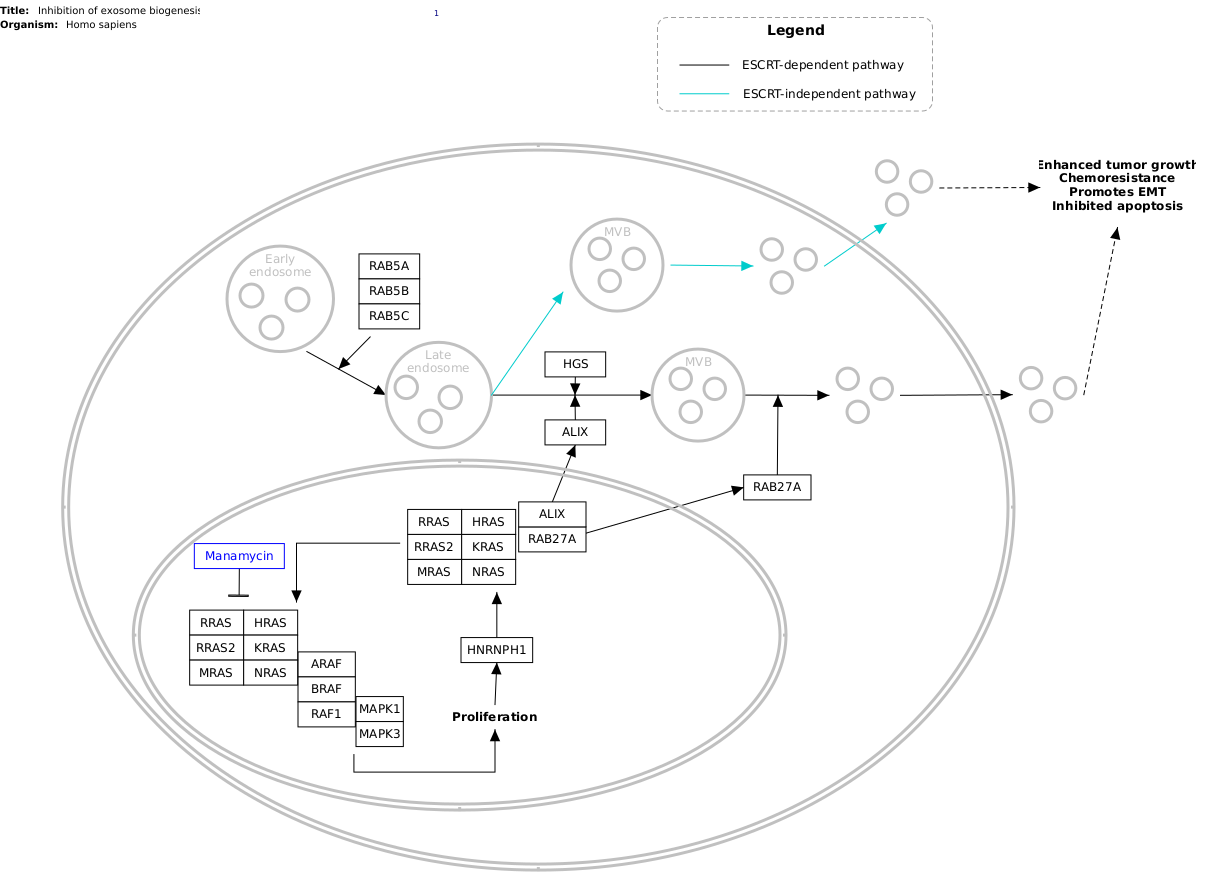 Title: Inhibition of exosome biogenesis
Organism: Homo sapiens
1
Legend
ESCRT-dependent pathway
ESCRT-independent pathway
Enhanced tumor growth
Chemoresistance
Promotes EMT
Inhibited apoptosis
Early
endosome
RAB5A
RAB5B
RAB5C
MVB
Late
endosome
HGS
MVB
ALIX
RAB27A
RRAS HRAS
RRAS2 KRAS
MRAS NRAS
ALIX
RAB27A
Manamycin
RRAS HRAS
RRAS2 KRAS
MRAS NRAS
ARAF
BRAF
RAF1
MAPK1
MAPK3
HNRNPH1
Proliferation